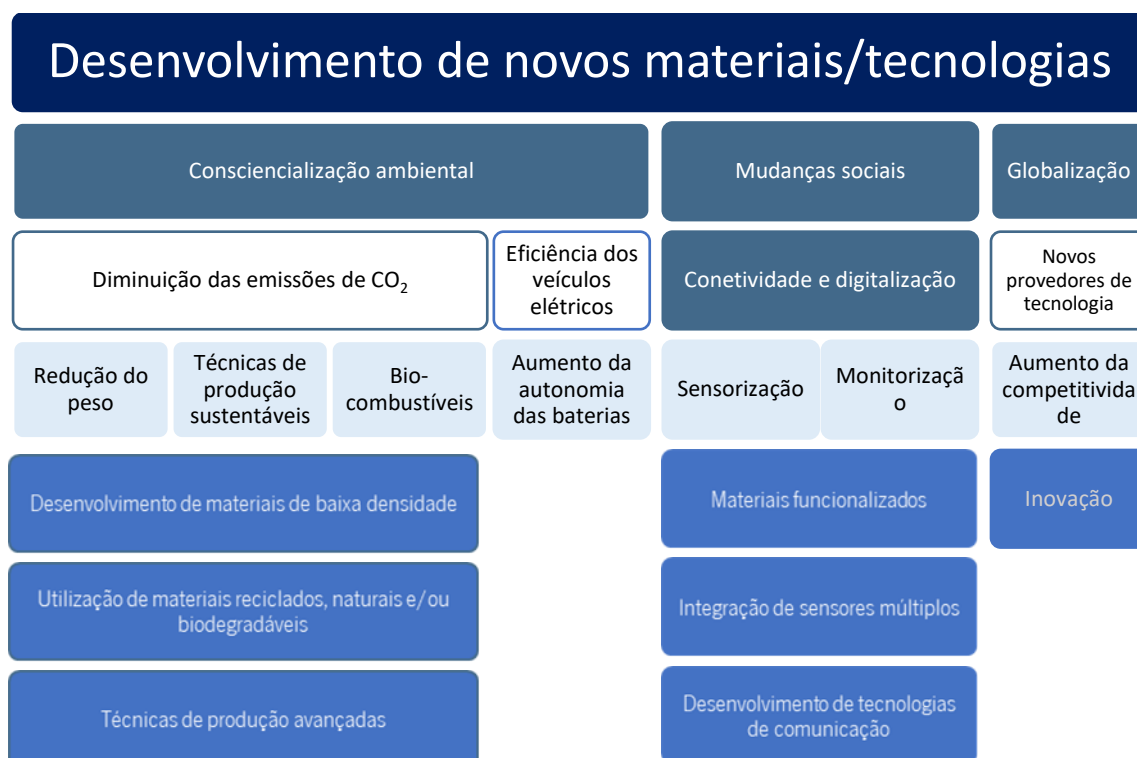 Desenvolvimento de novos materiais/tecnologias
Consciencialização ambiental
Mudanças sociais
Globalização
Diminuição das emissões de CO₂
Eficiência dos
veículos
elétricos
Conetividade e digitalização
Novos
provedores de
tecnologia
Redução do
peso
Técnicas de
produção
sustentáveis
Bio-
combustíveis
Aumento da
autonomia
das baterias
Sensorização
Monitorizaçã
o
Aumento da
competitivida
de
Desenvolvimento de materiais de baixa densidade
Materiais funcionalizados
Inovação
Utilização de materiais reciclados, naturais e/ou
biodegradáveis
Integração de sensores múltiplos
Técnicas de produção avançadas
Desenvolvimento de tecnologias
de comunicação